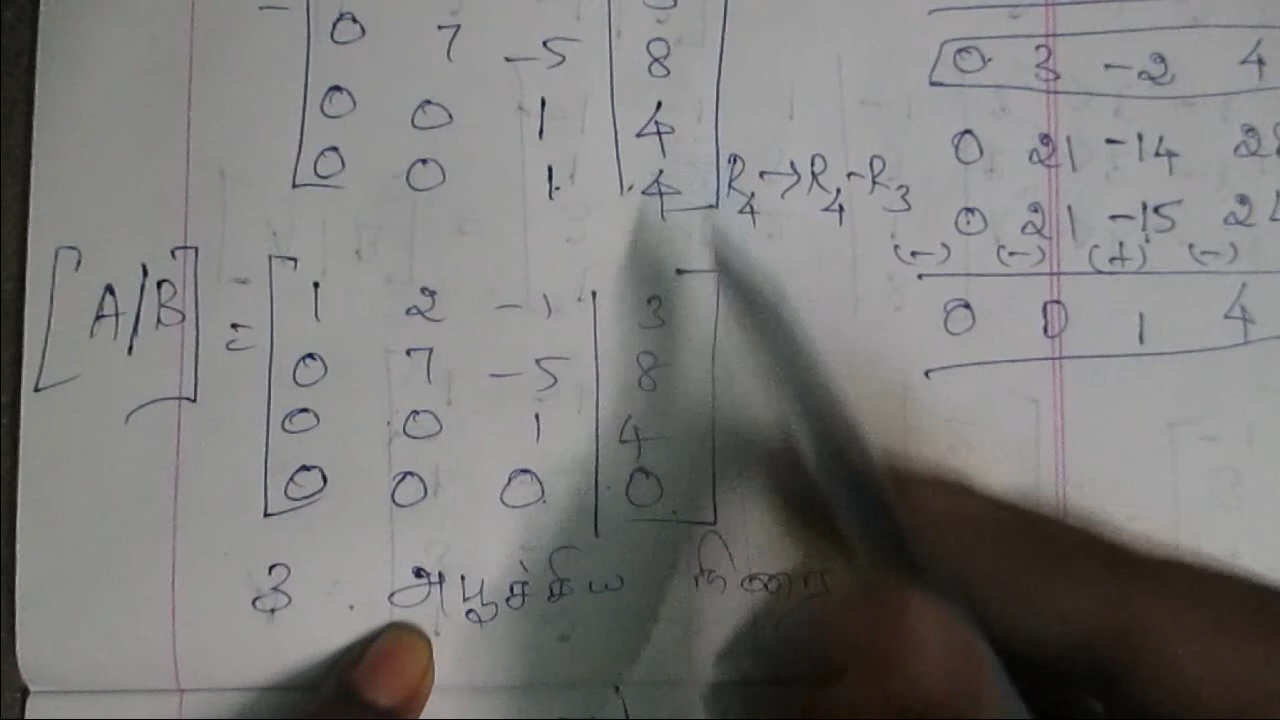 0 7 -5 8
0 0 1 4
0 0 1 4 R4→R4-R3
[A/B] = 1 2 -1 3
0 7 -5 8
0 0 1 4
0 0 0 0
3 அபூச்சிய நிரை
0 3 -2 4
0 21 -14
0 21 -15
(-) (-) (+) (-)
0 0 1 4